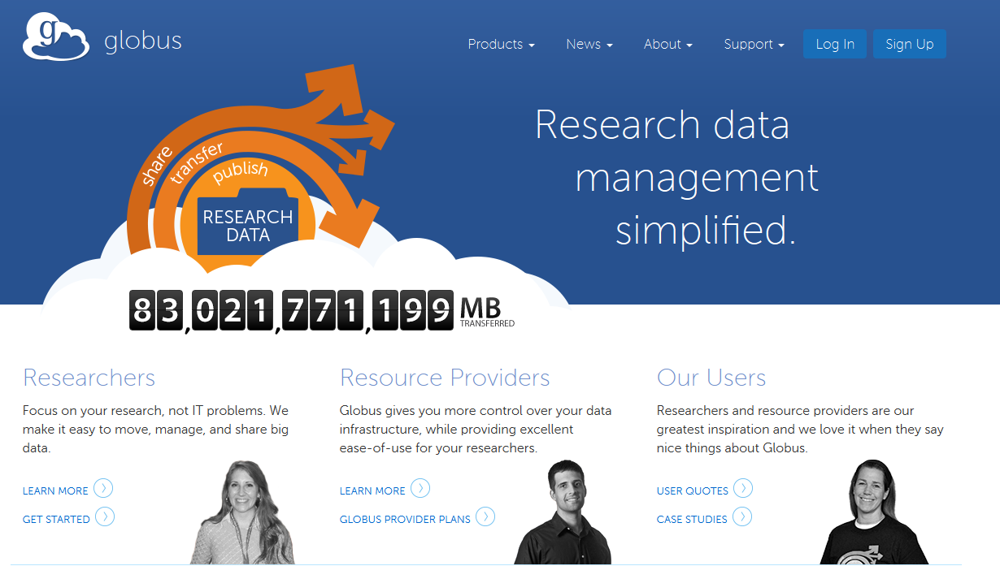 g globus
Products News About Support Log In Sign Up
share
transfer
publish
RESEARCH
DATA
Research data
management
simplified.
83,021,771,199 MB
TRANSFERRED
Researchers
Focus on your research, not IT problems. We
make it easy to move, manage, and share big
data.
LEARN MORE
GET STARTED
Resource Providers
Globus gives you more control over your data
infrastructure, while providing excellent
ease-of-use for your researchers.
LEARN MORE
GLOBUS PROVIDER PLANS
Our Users
Researchers and resource providers are our
greatest inspiration and we love it when they say
nice things about Globus.
USER QUOTES
CASE STUDIES